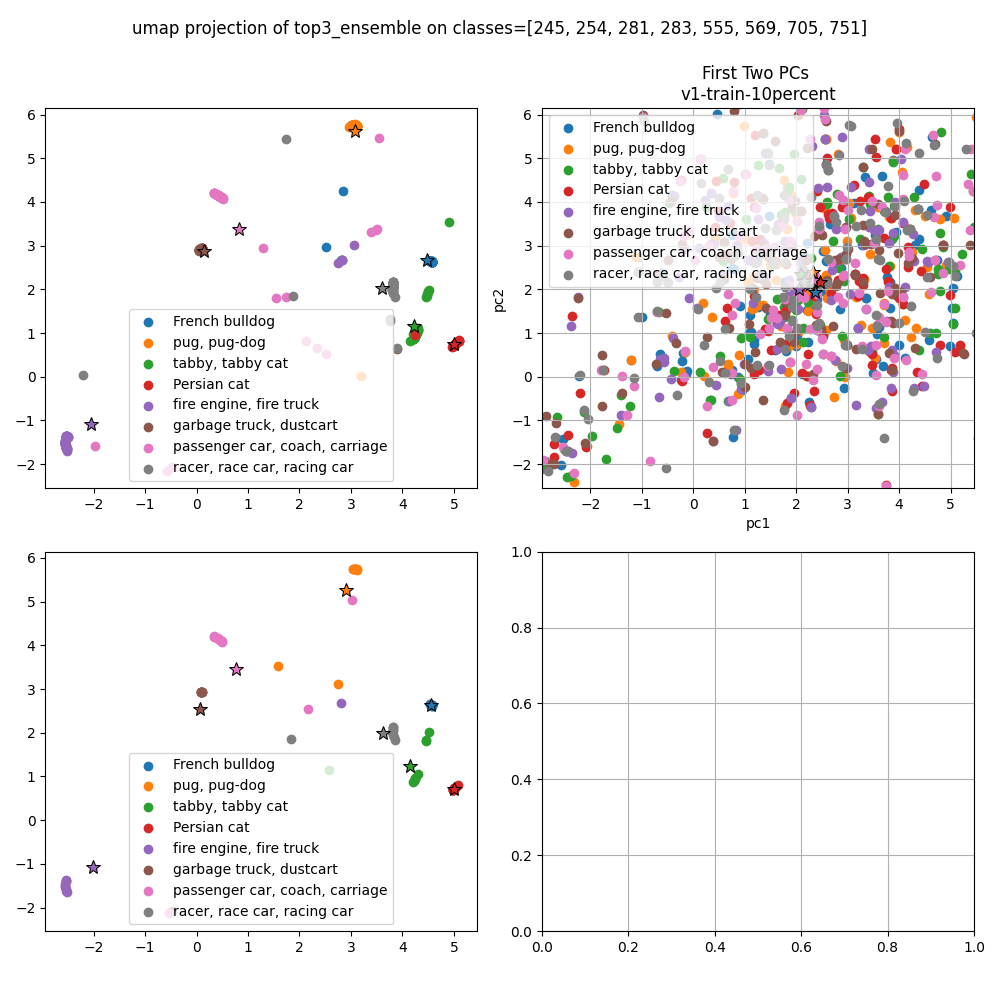 umap projection of top3_ensemble on classes=[245, 254, 281, 283, 555, 569, 705, 751]
6
5
4
3
2
1
0
−1
−2
−2
−1
0
1
2
3
4
5
French bulldog
pug, pug-dog
tabby, tabby cat
Persian cat
fire engine, fire truck
garbage truck, dustcart
passenger car, coach, carriage
racer, race car, racing car
First Two PCs
v1-train-10percent
pc2
6
5
4
3
2
1
0
−1
−2
−2
−1
0
1
2
3
4
5
pc1
French bulldog
pug, pug-dog
tabby, tabby cat
Persian cat
fire engine, fire truck
garbage truck, dustcart
passenger car, coach, carriage
racer, race car, racing car
6
5
4
3
2
1
0
−1
−2
−2
−1
0
1
2
3
4
5
French bulldog
pug, pug-dog
tabby, tabby cat
Persian cat
fire engine, fire truck
garbage truck, dustcart
passenger car, coach, carriage
racer, race car, racing car
1.0
0.8
0.6
0.4
0.2
0.0
0.0
0.2
0.4
0.6
0.8
1.0